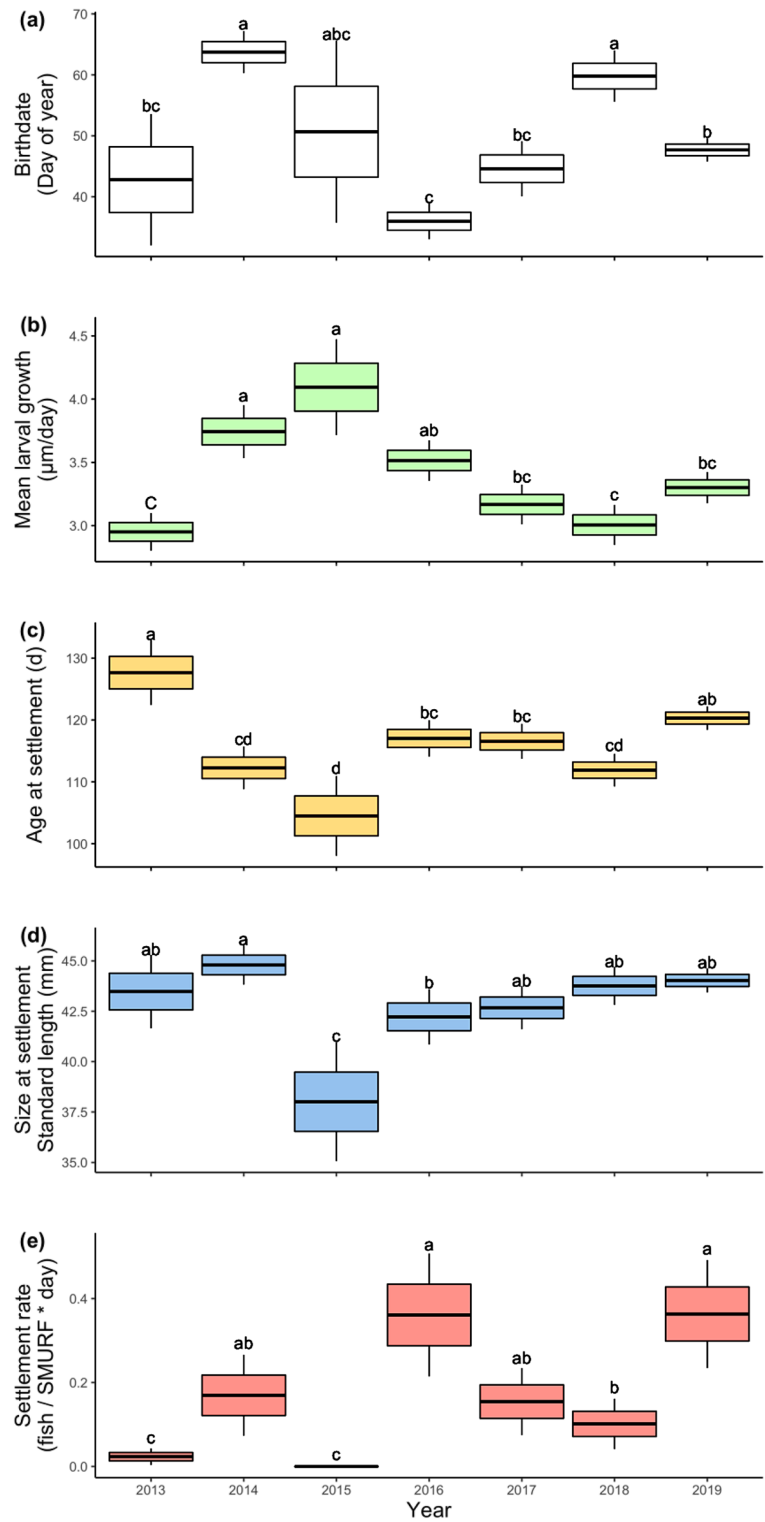 (a)
Birthdate
(Day of year)
70
60
50
40
bc
a
abc
c
bc
a
b
(b)
Mean larval growth
(µm/day)
4.5
4.0
3.5
3.0
C
a
a
ab
bc
c
bc
(c)
Age at settlement (d)
130
120
110
100
a
cd
d
bc
bc
cd
ab
(d)
Size at settlement
Standard length (mm)
45.0
42.5
40.0
37.5
35.0
ab
a
c
b
ab
ab
ab
(e)
Settlement rate
(fish / SMURF * day)
0.4
0.2
0.0
c
ab
c
a
ab
b
a
2013 2014 2015 2016 2017 2018 2019
Year